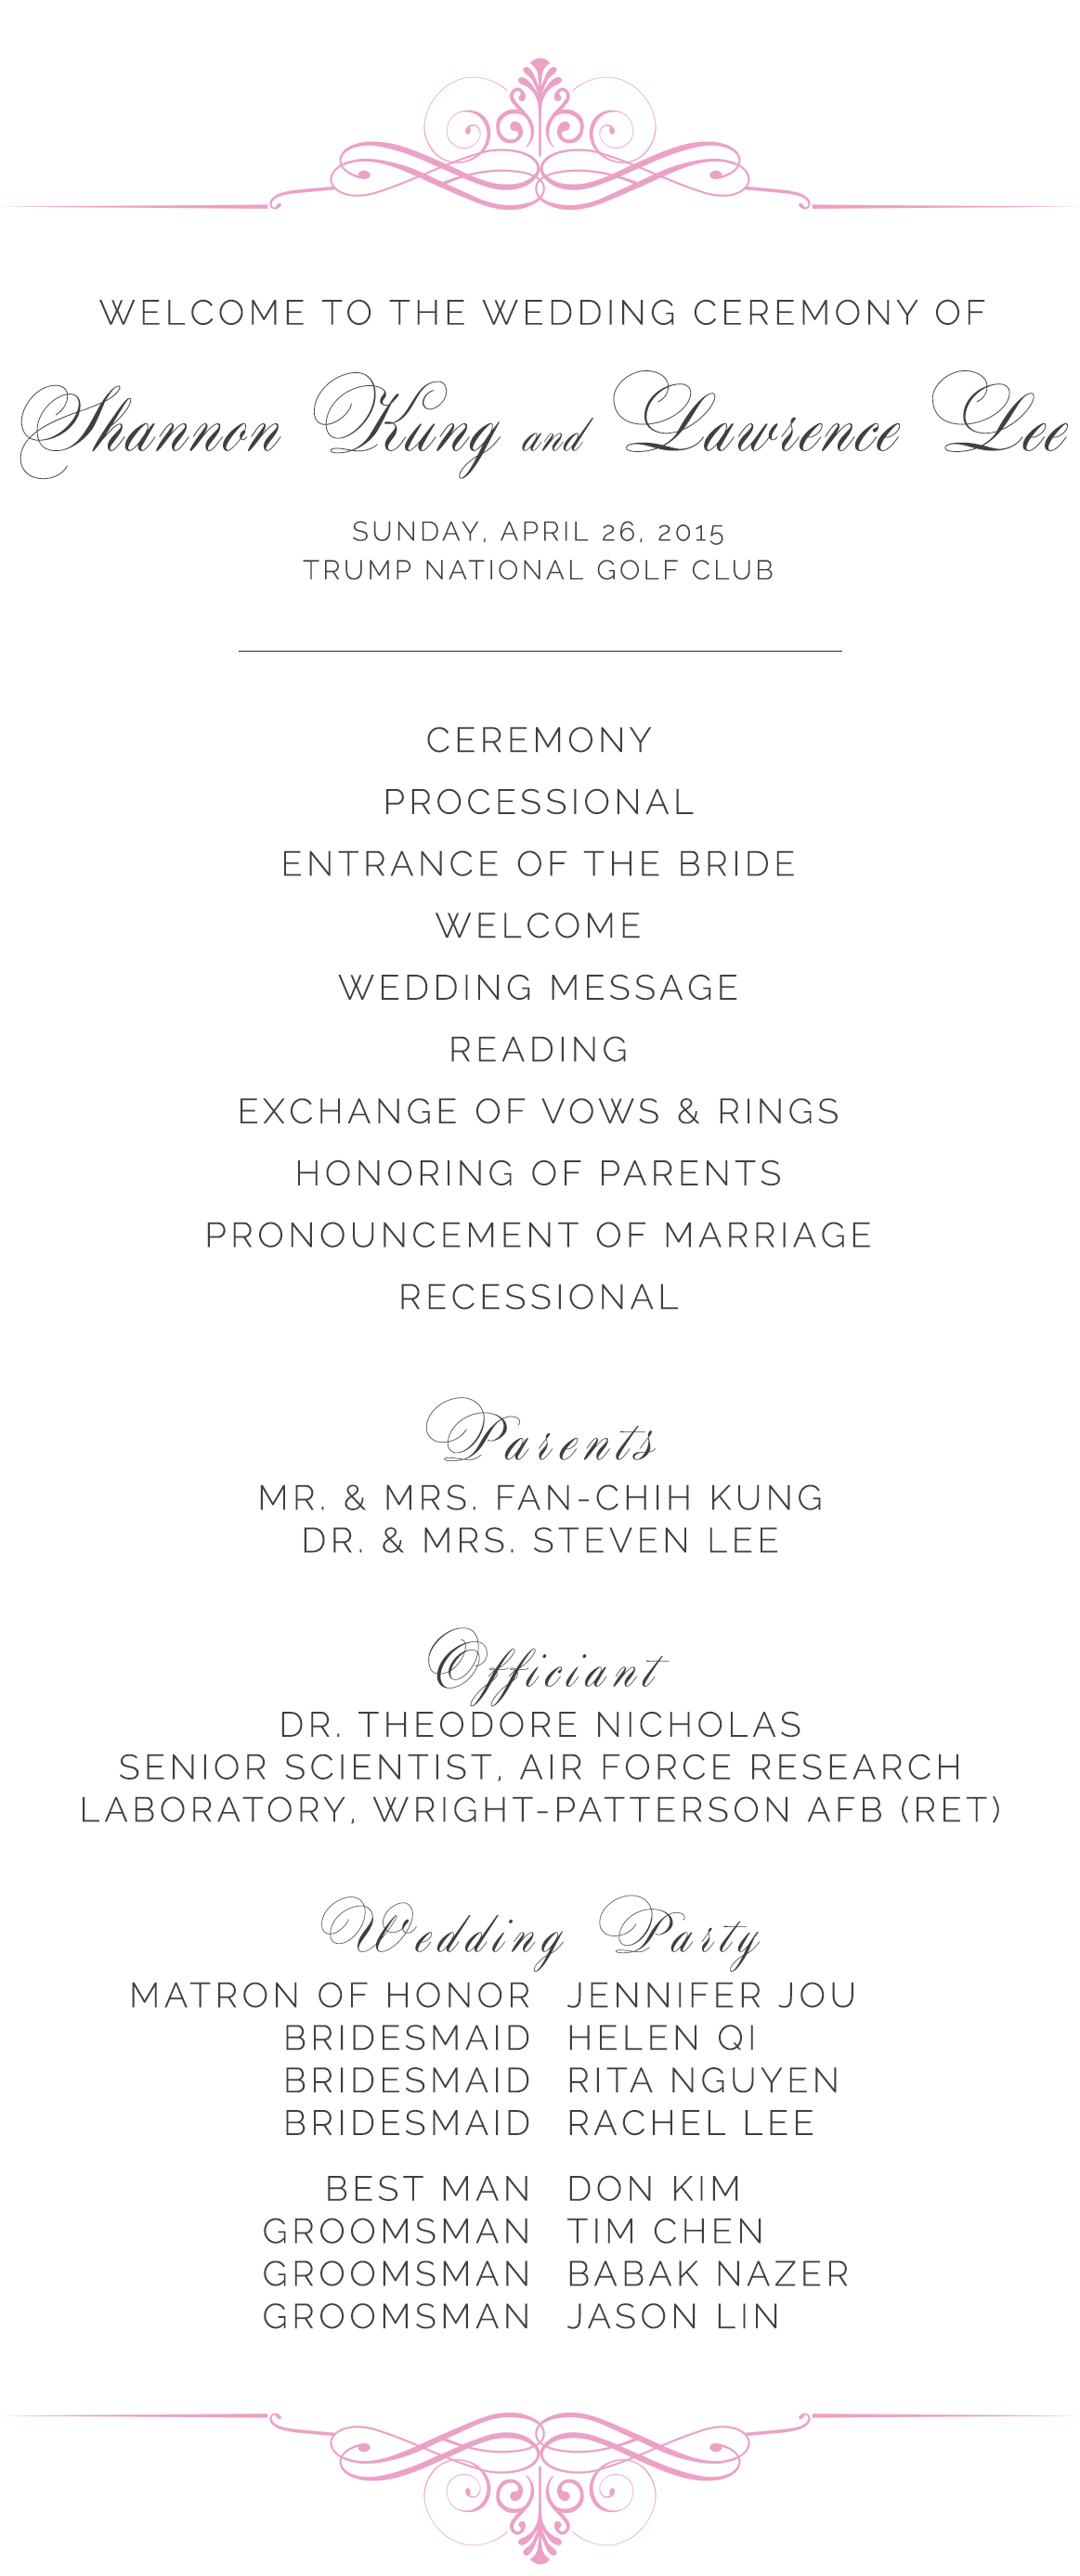 WELCOME TO THE WEDDING CEREMONY OF
Shannon Kung and Lawrence Lee
SUNDAY, APRIL 26, 2015
TRUMP NATIONAL GOLF CLUB
CEREMONY
PROCESSIONAL
ENTRANCE OF THE BRIDE
WELCOME
WEDDING MESSAGE
READING
EXCHANGE OF VOWS & RINGS
HONORING OF PARENTS
PRONOUNCEMENT OF MARRIAGE
RECESSIONAL
Parents
MR. & MRS. FAN-CHIH KUNG
DR. & MRS. STEVEN LEE
Officiant
DR. THEODORE NICHOLAS
SENIOR SCIENTIST, AIR FORCE RESEARCH
LABORATORY, WRIGHT-PATTERSON AFB (RET)
Wedding Party
MATRON OF HONOR JENNIFER JOU
BRIDESMAID HELEN QI
BRIDESMAID RITA NGUYEN
BRIDESMAID RACHEL LEE
BEST MAN DON KIM
GROOMSMAN TIM CHEN
GROOMSMAN BABAK NAZER
GROOMSMAN JASON LIN